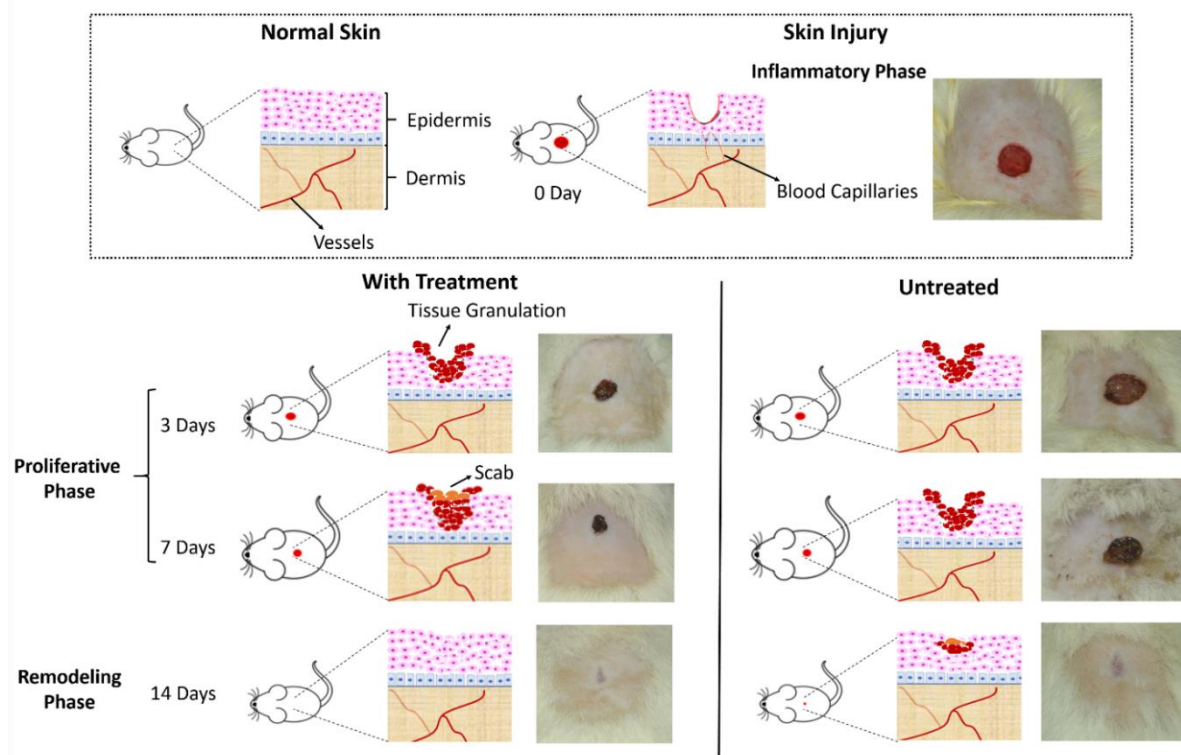 Normal Skin
Skin Injury
Inflammatory Phase
Epidermis
Dermis
Vessels
0 Day
Blood Capillaries
With Treatment
Untreated
Tissue Granulation
3 Days
Proliferative
Phase
Scab
7 Days
Remodeling
Phase
14 Days